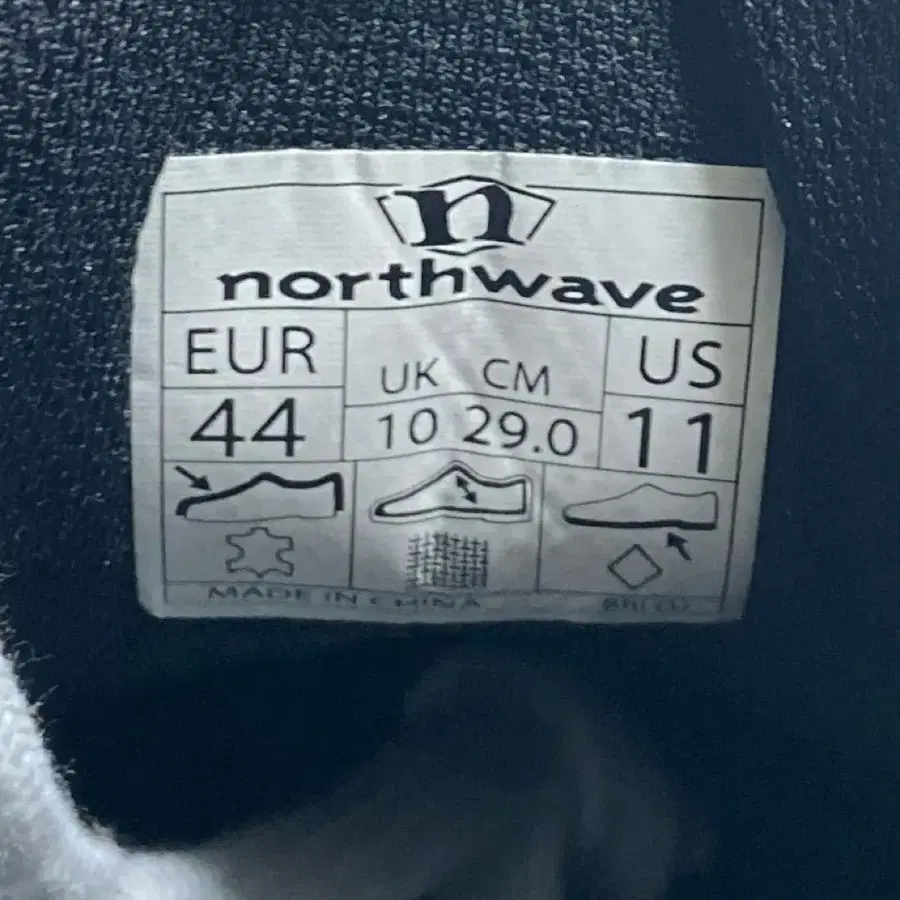 n
northwave
EUR UK CM US
44 10 29.0 11
MADE IN CHINA